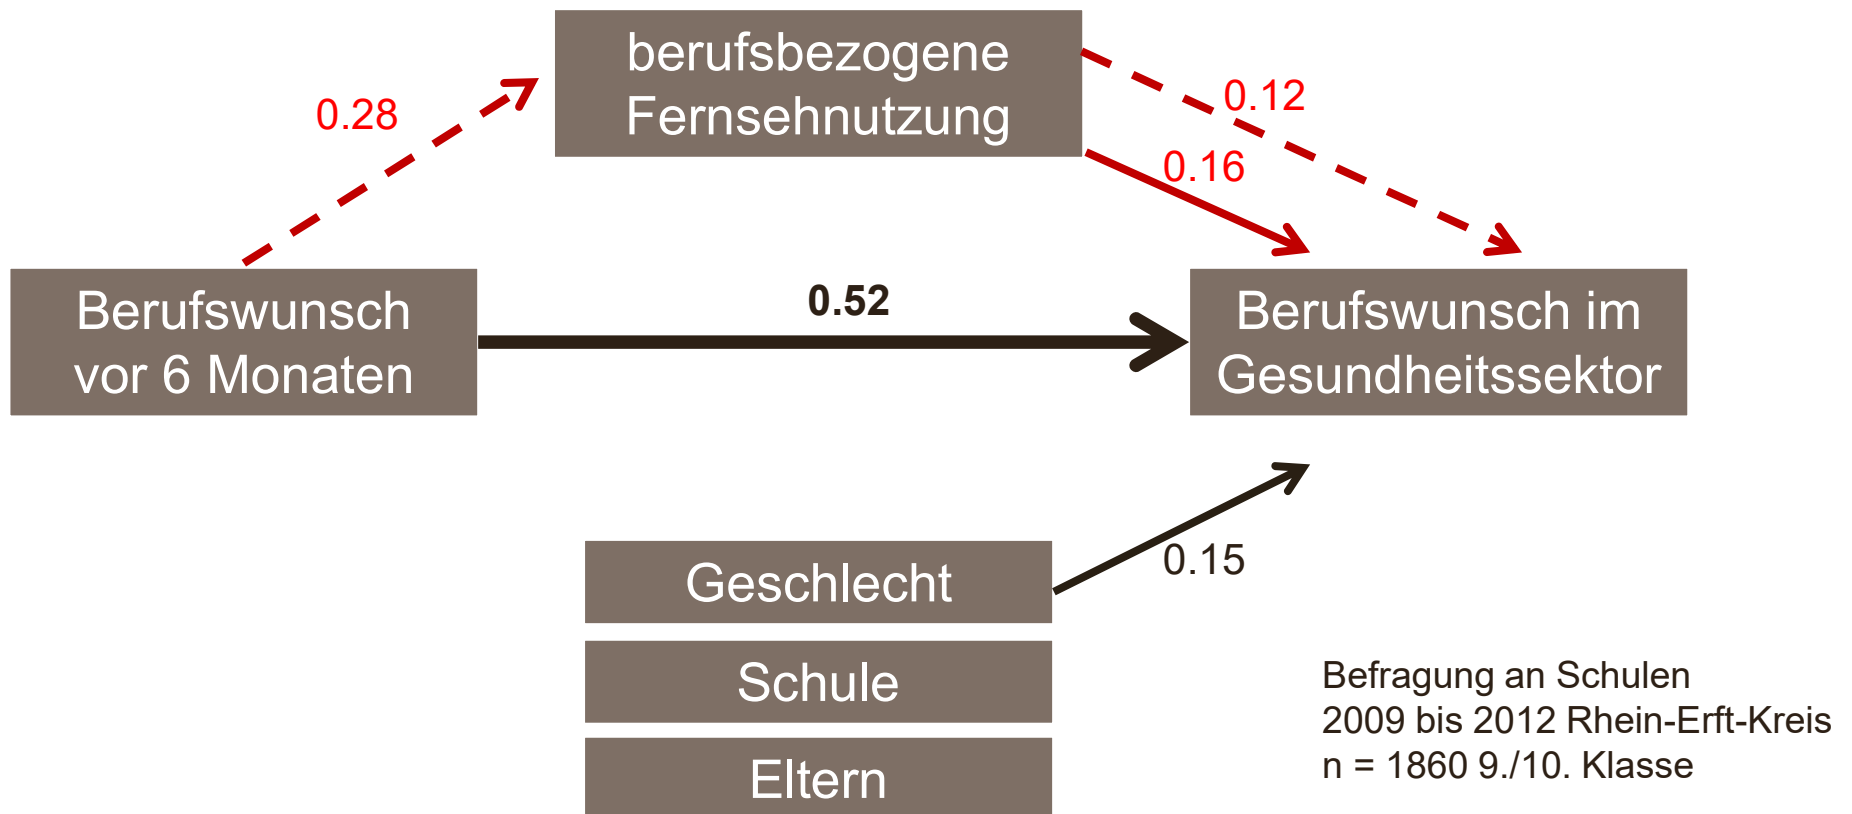 berufsbezogene
Fernsehnutzung
0.28
0.12
0.16
Berufswunsch
vor 6 Monaten
0.52
Berufswunsch im
Gesundheitssektor
Geschlecht
0.15
Schule
Eltern
Befragung an Schulen
2009 bis 2012 Rhein-Erft-Kreis
n = 1860 9./10. Klasse